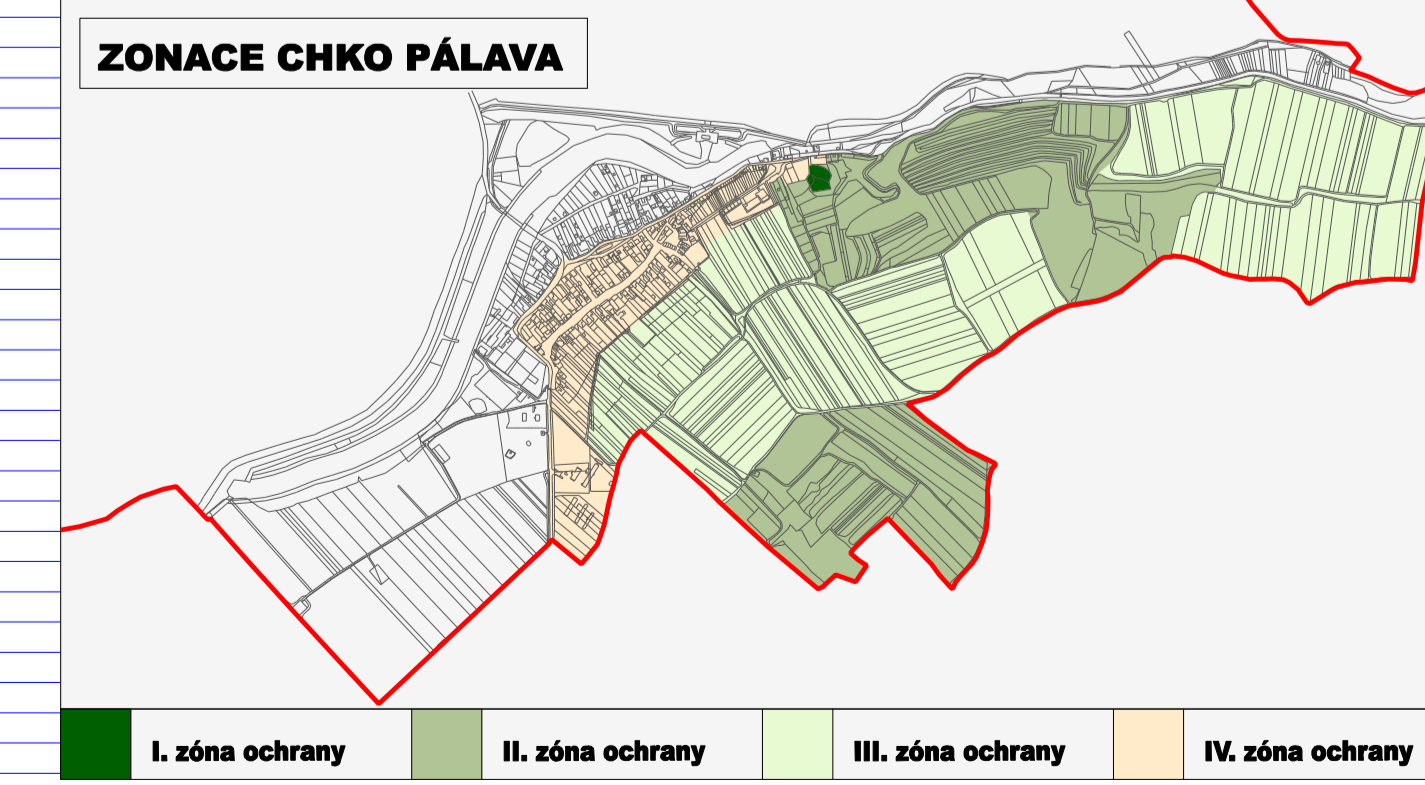 ZONACE CHKO PÁLAVA
I. zóna ochrany
II. zóna ochrany
III. zóna ochrany
IV. zóna ochrany